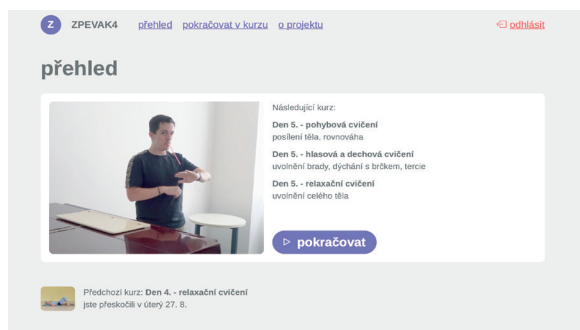 Z ZPEVAK4 přehled pokračovat v kurzu o projektu odhlásit
přehled
Následující kurz:
Den 5. - pohybová cvičení
posílení těla, rovnováha
Den 5. - hlasová a dechová cvičení
uvolnění brady, dýchání s brčkem, tercie
Den 5. - relaxační cvičení
uvolnění celého těla
pokračovat
Předchozí kurz: Den 4. - relaxační cvičení
jste přeskočili v úterý 27. 8.